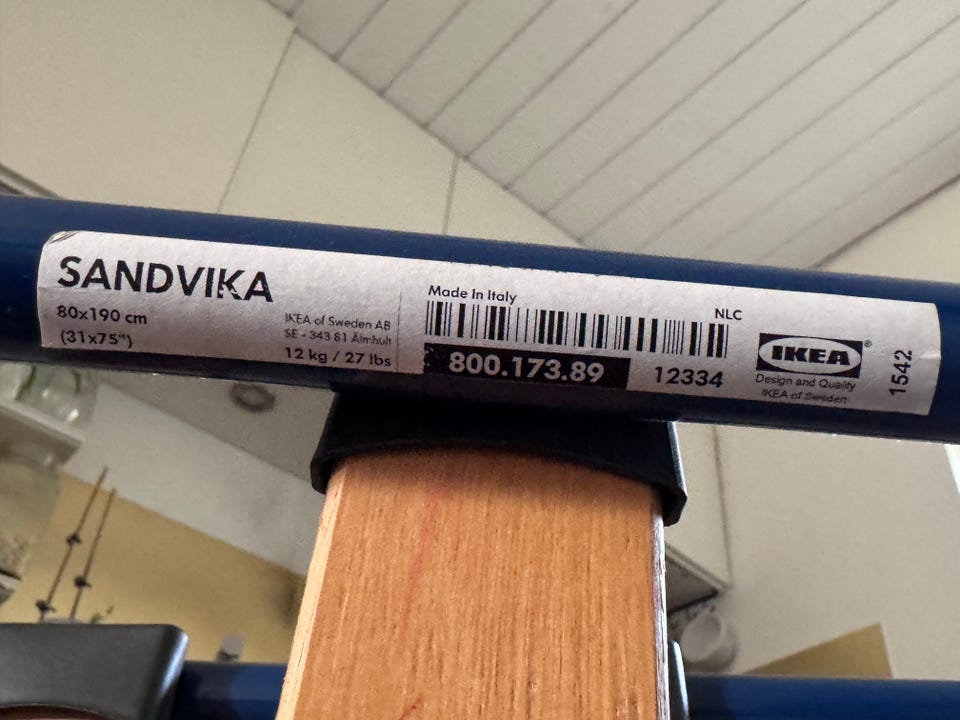 SANDVIKA
80x190 cm
(31x75")
IKEA of Sweden AB
SE - 343 81 Älmhult
12 kg / 27 lbs
Made In Italy
NLC
800.173.89
12334
IKEA®
Design and Quality
IKEA of Sweden
1542